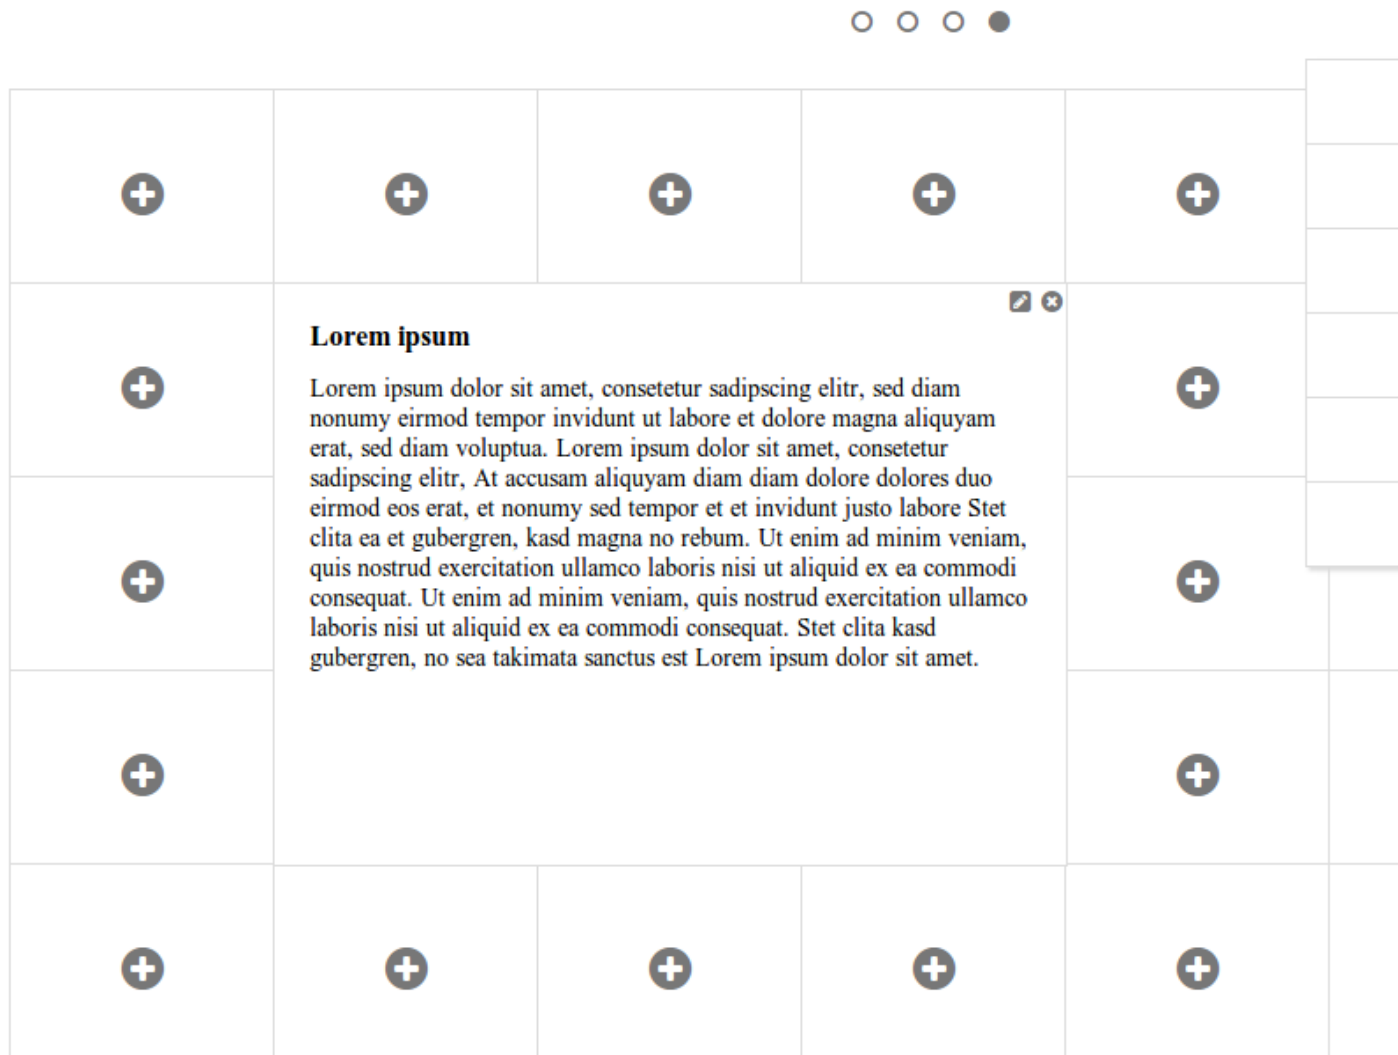 Lorem ipsum
Lorem ipsum dolor sit amet, consetetur sadipscing elitr, sed diam
nonumy eirmod tempor invidunt ut labore et dolore magna aliquyam
erat, sed diam voluptua. Lorem ipsum dolor sit amet, consetetur
sadipscing elitr, At accusam aliquyam diam diam dolore dolores duo
eirmod eos erat, et nonumy sed tempor et et invidunt justo labore Stet
clita ea et gubergren, kasd magna no rebum. Ut enim ad minim veniam,
quis nostrud exercitation ullamco laboris nisi ut aliquid ex ea commodi
consequat. Ut enim ad minim veniam, quis nostrud exercitation ullamco
laboris nisi ut aliquid ex ea commodi consequat. Stet clita kasd
gubergren, no sea takimata sanctus est Lorem ipsum dolor sit amet.